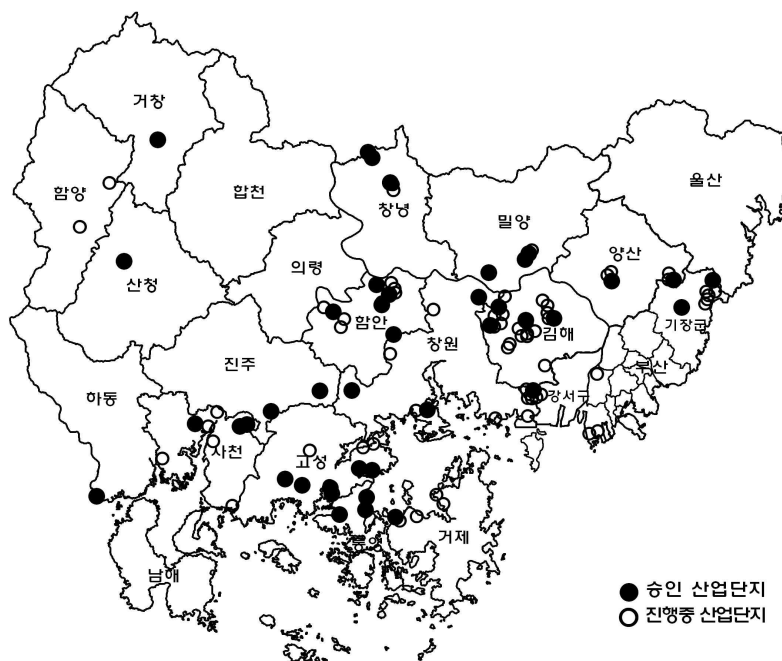 거창
함양
합천
창녕
울산
밀양
양산
산청
의령
함안
창원
김해
기장군
진주
부산
하동
강서구
사천
고성
통영
거제
남해
승인 산업단지
진행중 산업단지